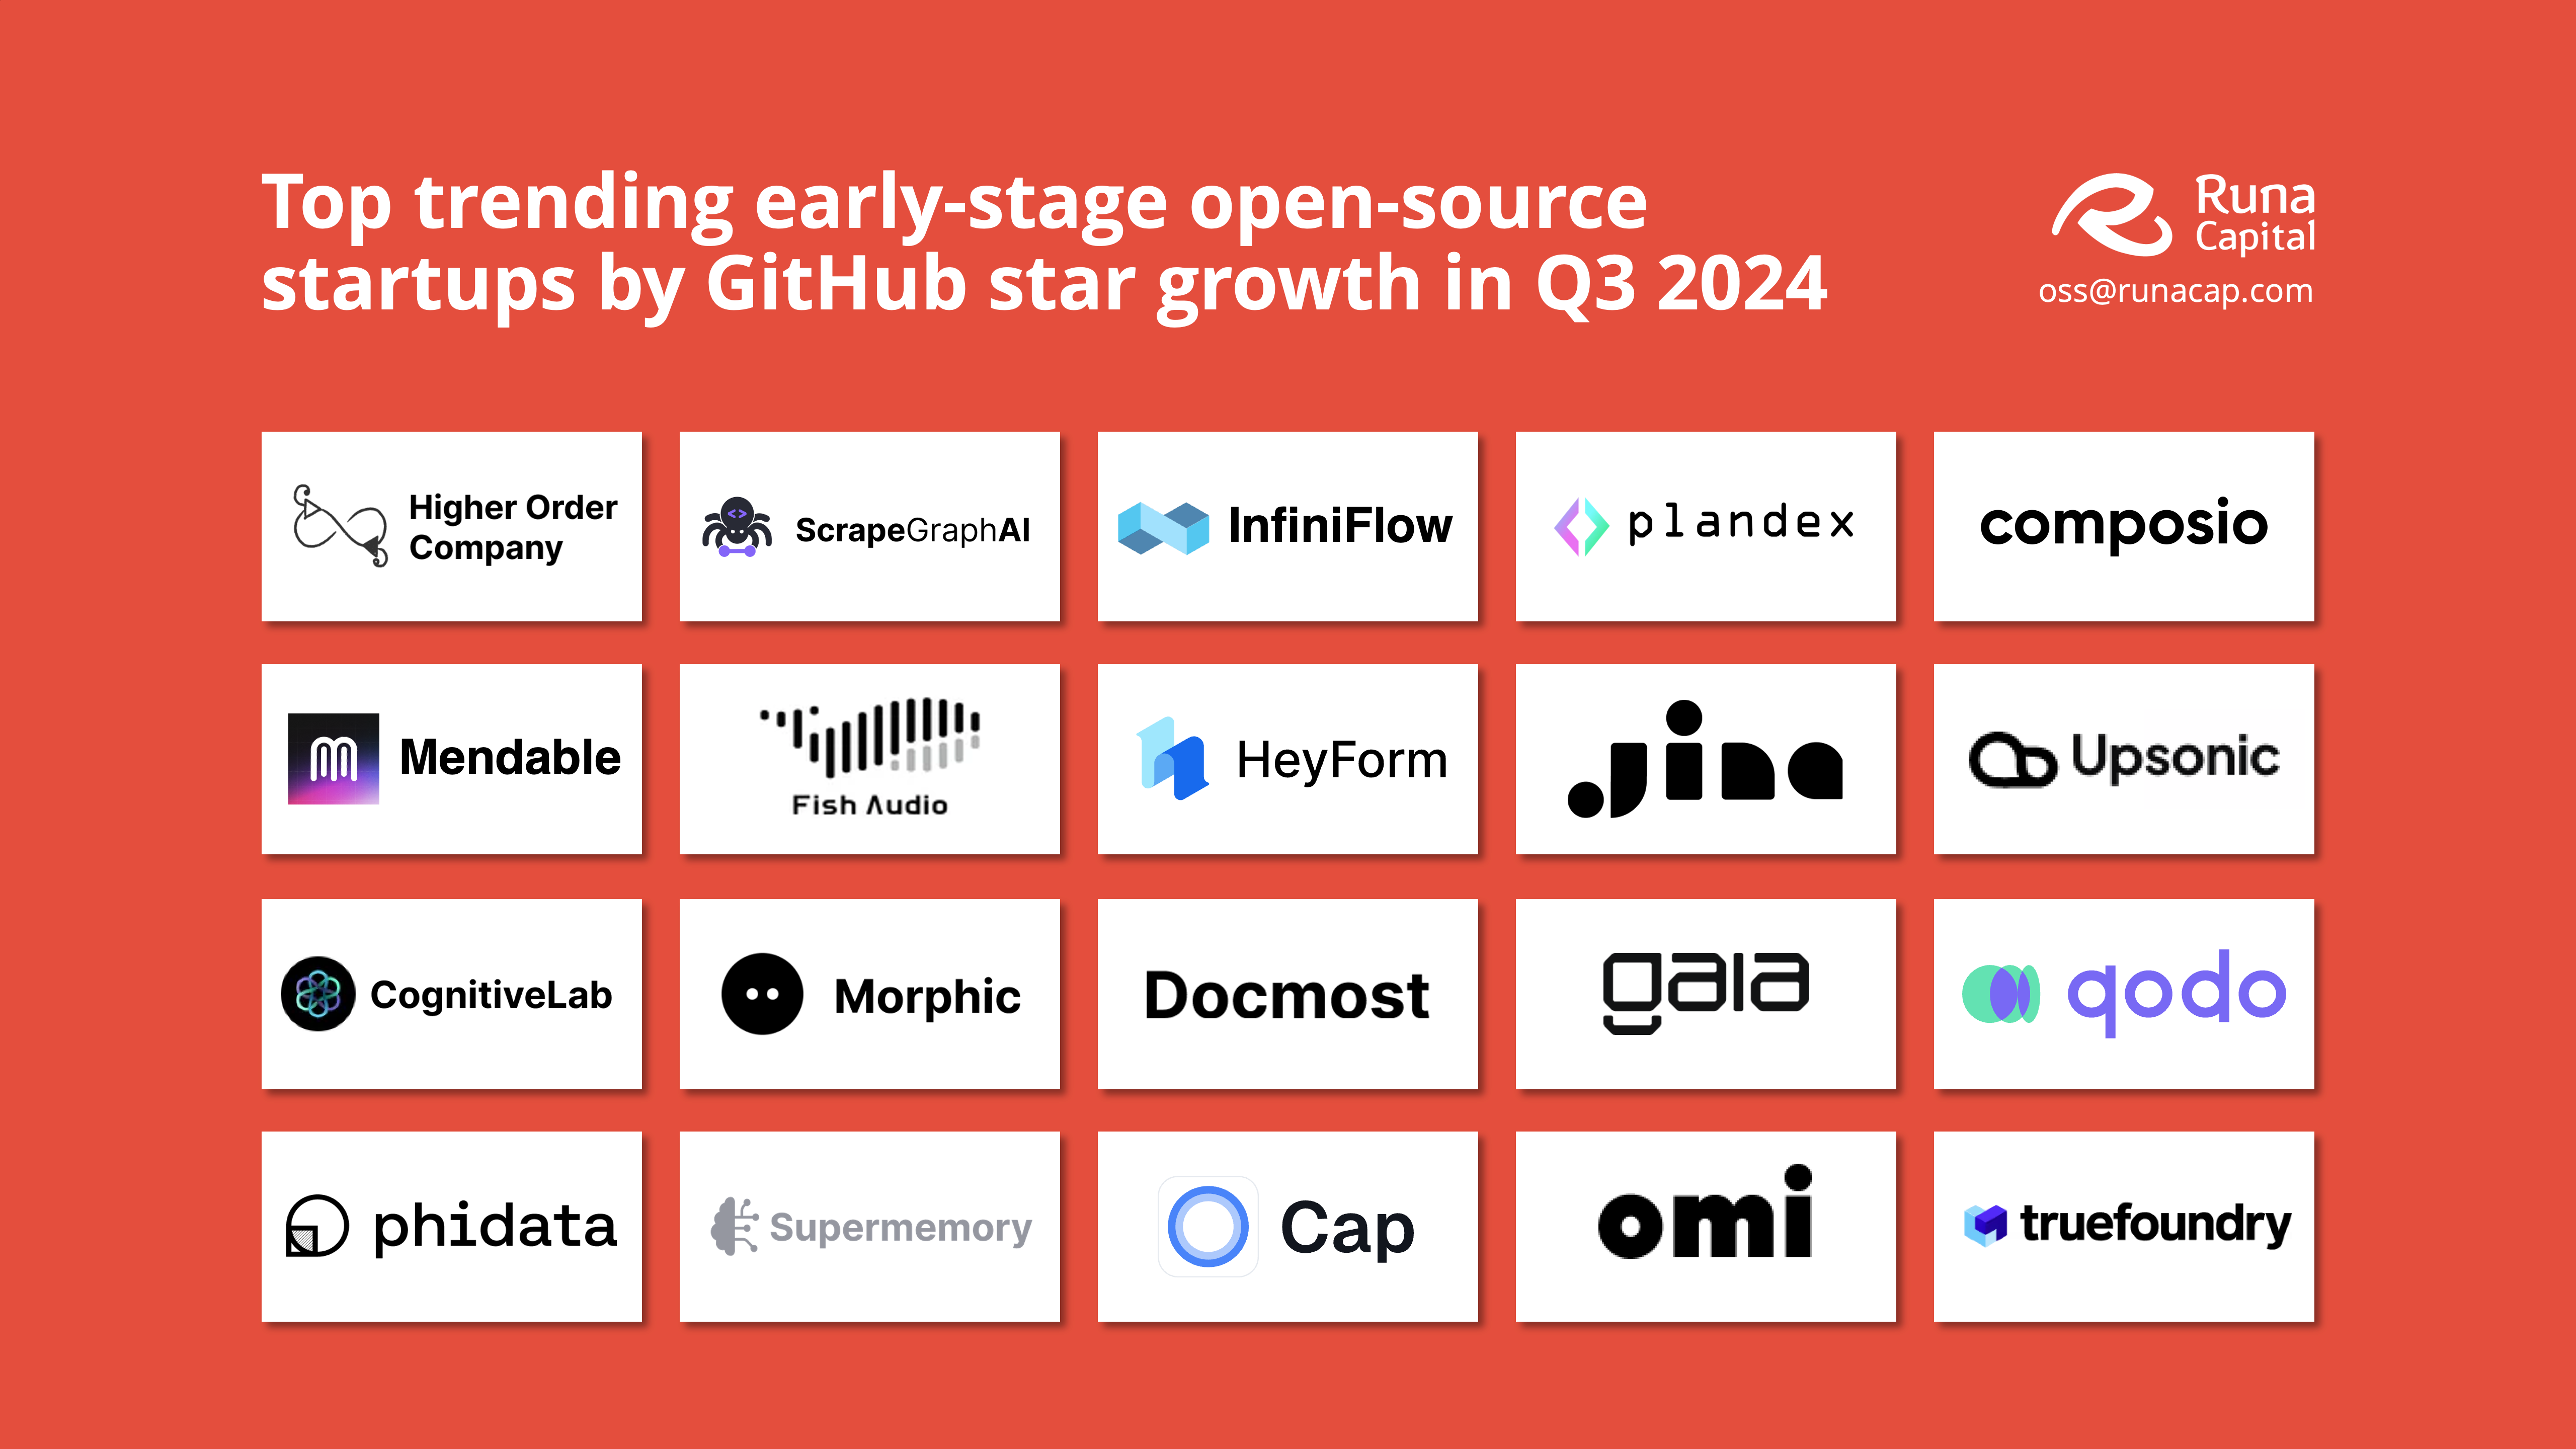 Top trending early-stage open-source
startups by GitHub star growth in Q3 2024
Runa
Capital
oss@runacap.com
Higher Order
Company
ScrapeGraphAI
InfiniFlow
plandex
composio
Mendable
Fish Audio
HeyForm
jina
Upsonic
CognitiveLab
Morphic
Docmost
gaia
qodo
phidata
Supermemory
Cap
omi
truefoundry